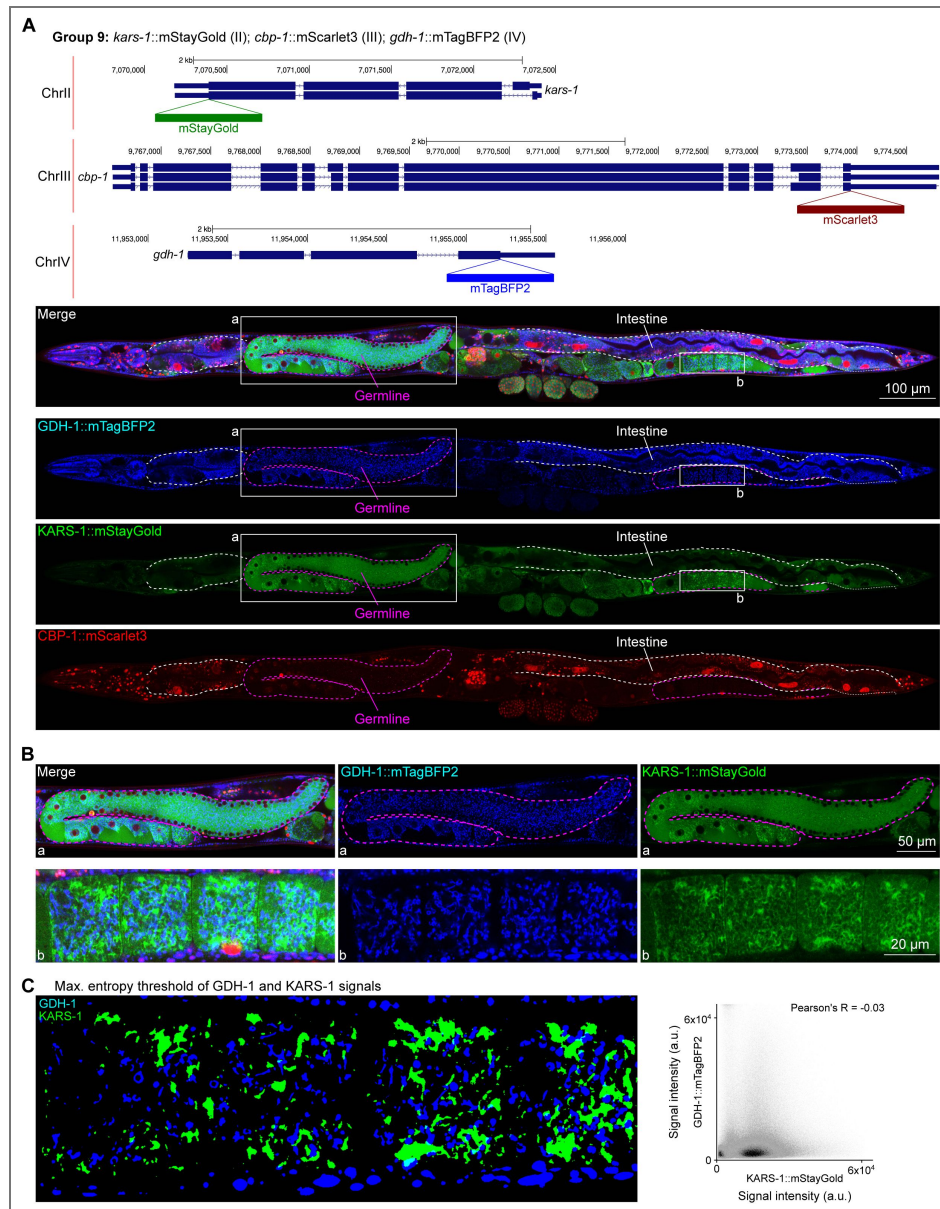 A
Group 9: kars-1::mStayGold (II); cbp-1::mScarlet3 (III); gdh-1::mTagBFP2 (IV)
2 kb
7,070,000 7,070,500 7,071,000 7,071,500 7,072,000 7,072,500
ChrII
kars-1
mStayGold
2 kb
9,767,000 9,767,500 9,768,000 9,768,500 9,769,000 9,769,500 9,770,000 9,770,500 9,771,000 9,771,500 9,772,000 9,772,500 9,773,000 9,773,500 9,774,000 9,774,500
ChrIII cbp-1
mScarlet3
2 kb
11,953,000 11,953,500 11,954,000 11,954,500 11,955,000 11,955,500 11,956,000
ChrIV
gdh-1
mTagBFP2
Merge
a
Intestine
Germline
b
100 µm
GDH-1::mTagBFP2
a
Intestine
Germline
b
KARS-1::mStayGold
a
Intestine
Germline
b
CBP-1::mScarlet3
Intestine
Germline
B
Merge
a
GDH-1::mTagBFP2
a
KARS-1::mStayGold
a
50 µm
b
b
b
20 µm
C
Max. entropy threshold of GDH-1 and KARS-1 signals
GDH-1
KARS-1
Pearson's R = -0.03
6x10⁴
Signal intensity (a.u.)
GDH-1::mTagBFP2
0
0
6x10⁴
KARS-1::mStayGold
Signal intensity (a.u.)